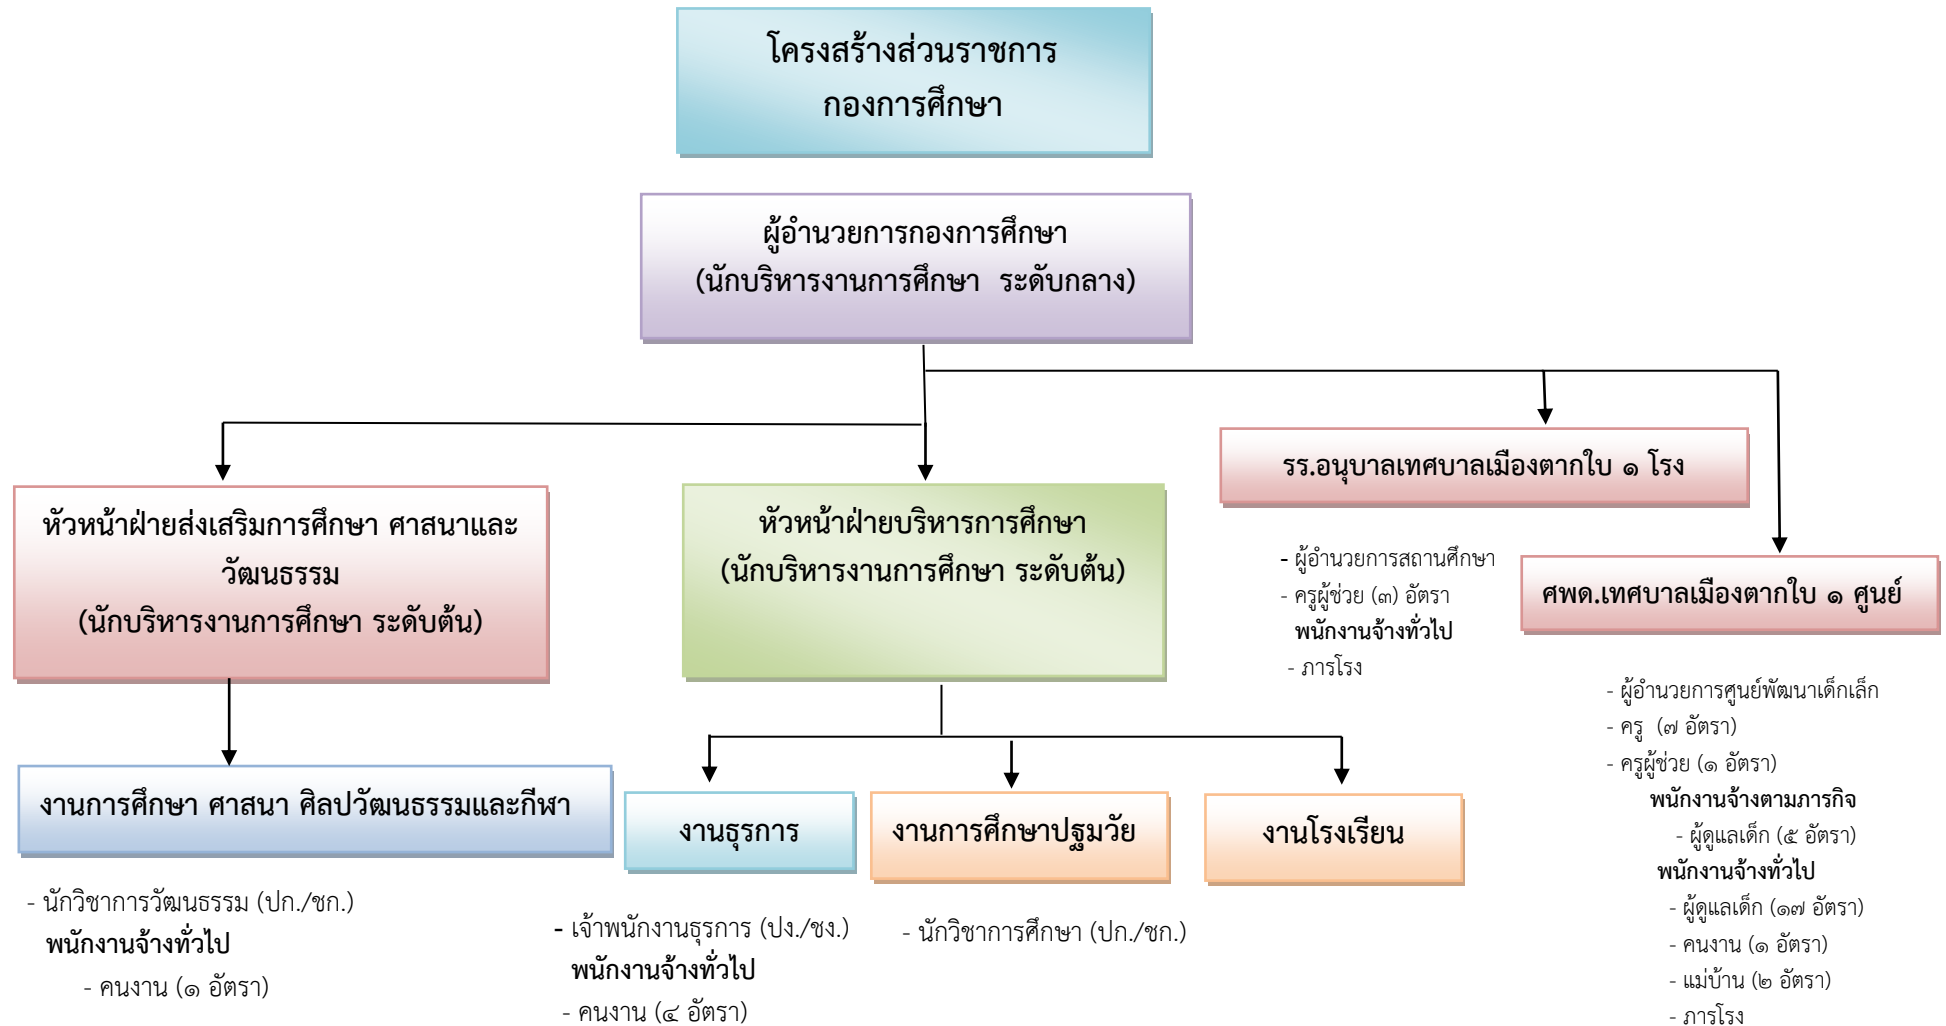 โครงสร้างส่วนราชการ
กองการศึกษา
ผู้อำนวยการกองการศึกษา
(นักบริหารงานการศึกษา ระดับกลาง)
หัวหน้าฝ่ายส่งเสริมการศึกษา ศาสนาและ
วัฒนธรรม
(นักบริหารงานการศึกษา ระดับต้น)
งานการศึกษา ศาสนา ศิลปวัฒนธรรมและกีฬา
- นักวิชาการวัฒนธรรม (ปก./ชก.)
พนักงานจ้างทั่วไป
- คนงาน (๑ อัตรา)
หัวหน้าฝ่ายบริหารการศึกษา
(นักบริหารงานการศึกษา ระดับต้น)
งานธุรการ
- เจ้าพนักงานธุรการ (ปง./ชง.)
พนักงานจ้างทั่วไป
- คนงาน (๔ อัตรา)
งานการศึกษาปฐมวัย
- นักวิชาการศึกษา (ปก./ชก.)
งานโรงเรียน
รร.อนุบาลเทศบาลเมืองตากใบ ๑ โรง
- ผู้อำนวยการสถานศึกษา
- ครูผู้ช่วย (๓) อัตรา
พนักงานจ้างทั่วไป
- ภารโรง
ศพด.เทศบาลเมืองตากใบ ๑ ศูนย์
- ผู้อำนวยการศูนย์พัฒนาเด็กเล็ก
- ครู (๗ อัตรา)
- ครูผู้ช่วย (๑ อัตรา)
พนักงานจ้างตามภารกิจ
- ผู้ดูแลเด็ก (๕ อัตรา)
พนักงานจ้างทั่วไป
- ผู้ดูแลเด็ก (๑๗ อัตรา)
- คนงาน (๑ อัตรา)
- แม่บ้าน (๒ อัตรา)
- ภารโรง